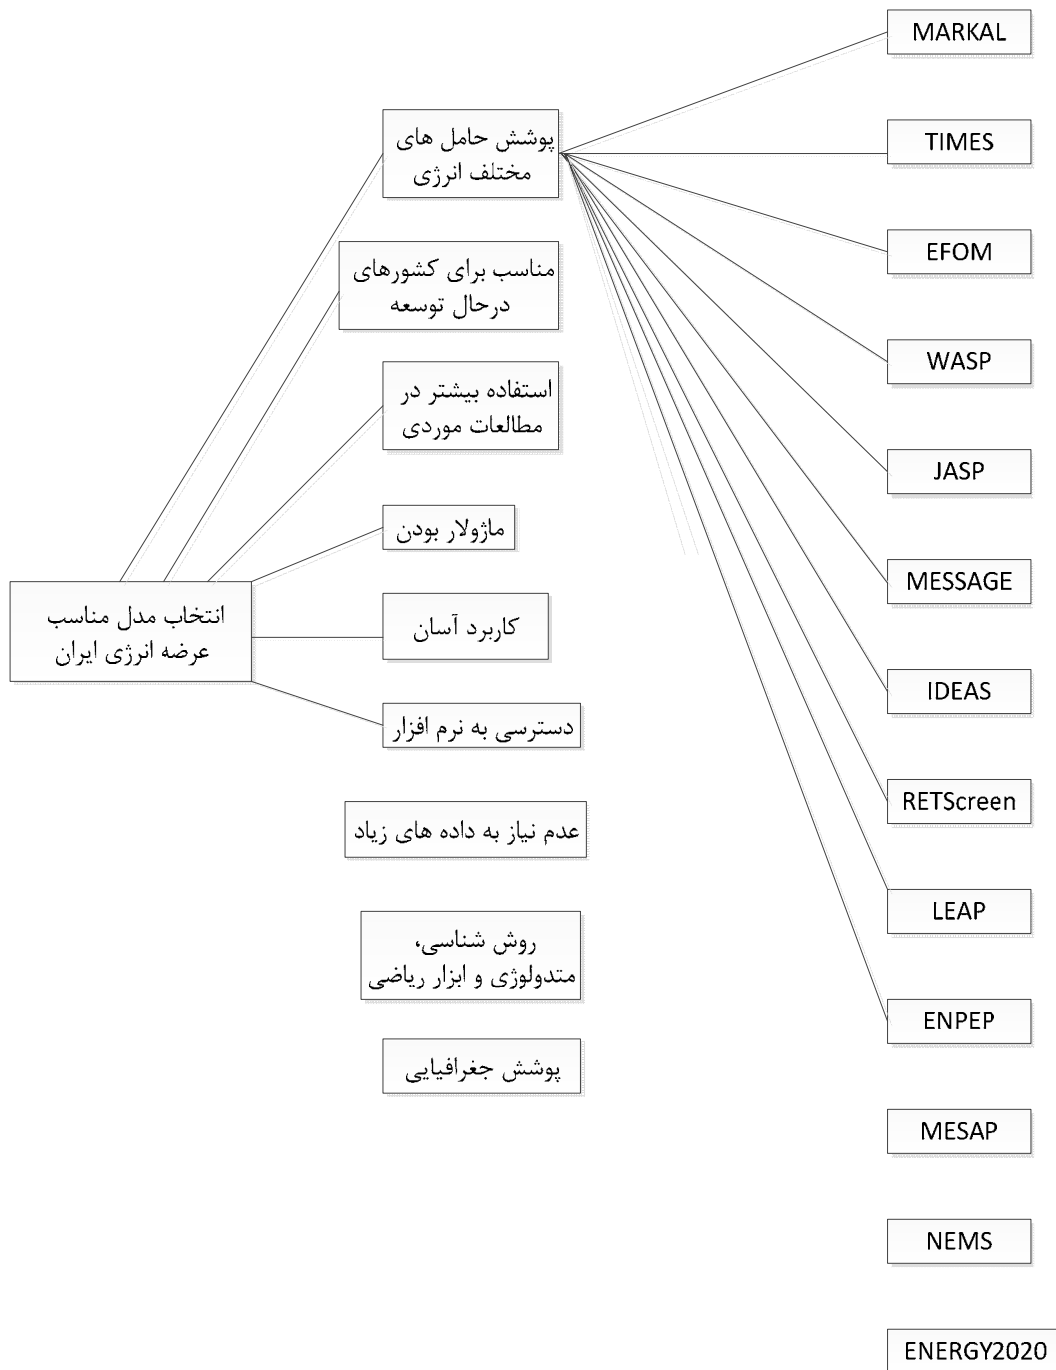 MARKAL
پوشش حامل های
مختلف انرژی
TIMES
مناسب برای کشورهای
درحال توسعه
EFOM
استفاده بیشتر در
مطالعات موردی
WASP
JASP
ماژولار بودن
MESSAGE
انتخاب مدل مناسب
عرضه انرژی ایران
کاربرد آسان
IDEAS
دسترسی به نرم افزار
RETScreen
عدم نیاز به داده های زیاد
LEAP
روش شناسی،
متدولوژی و ابزار ریاضی
ENPEP
پوشش جغرافیایی
MESAP
NEMS
ENERGY2020